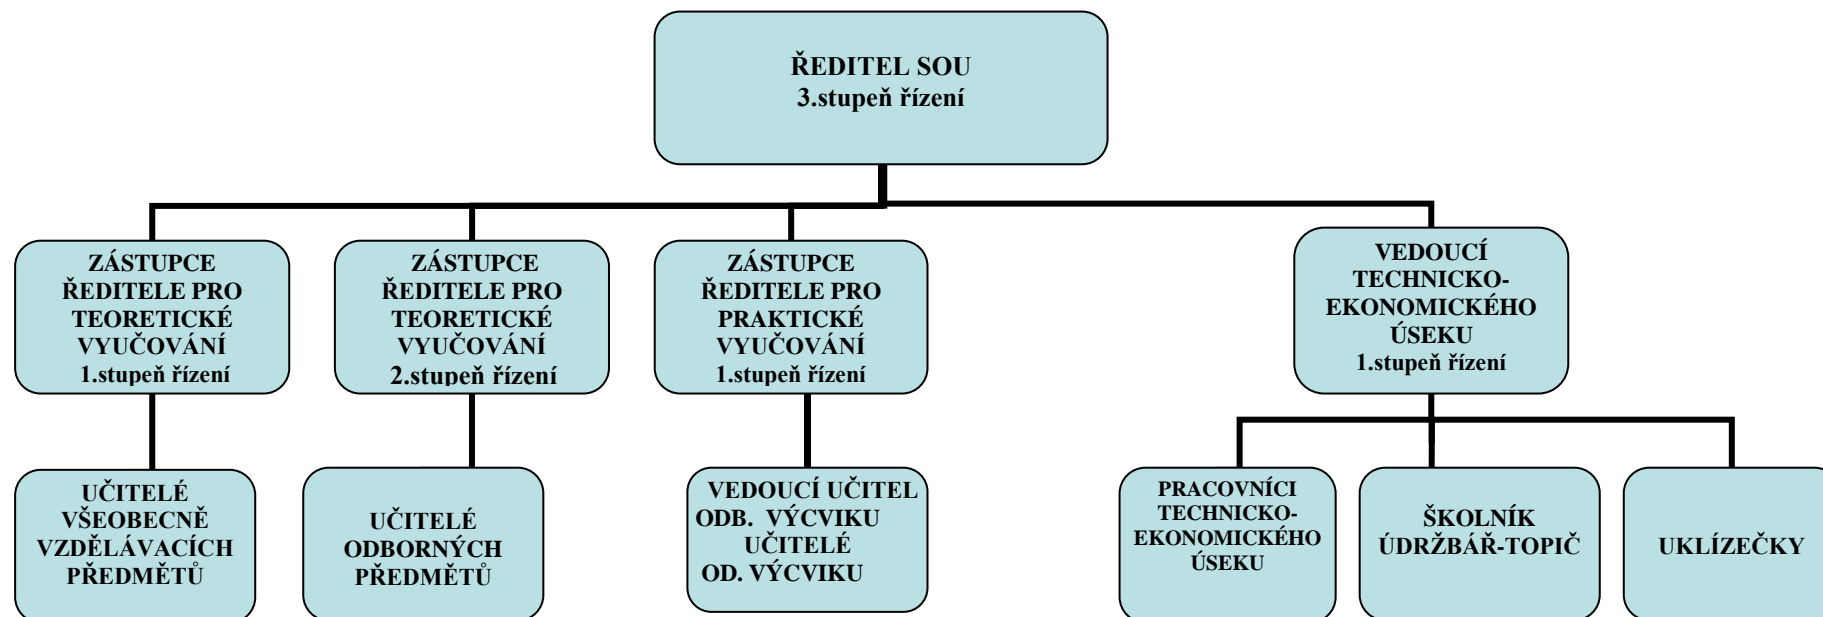 ŘEDITEL SOU
3.stupeň řízení
ZÁSTUPCE
ŘEDITELE PRO
TEORETICKÉ
VYUČOVÁNÍ
1.stupeň řízení
ZÁSTUPCE
ŘEDITELE PRO
TEORETICKÉ
VYUČOVÁNÍ
2.stupeň řízení
ZÁSTUPCE
ŘEDITELE PRO
PRAKTICKÉ
VYUČOVÁNÍ
1.stupeň řízení
VEDOUCÍ
TECHNICKO-
EKONOMICKÉHO
ÚSEKU
1.stupeň řízení
UČITELÉ
VŠEOBECNĚ
VZDĚLÁVACÍCH
PŘEDMĚTŮ
UČITELÉ
ODBORNÝCH
PŘEDMĚTŮ
VEDOUCÍ UČITEL
ODB. VÝCVIKU
UČITELÉ
OD. VÝCVIKU
PRACOVNÍCI
TECHNICKO-
EKONOMICKÉHO
ÚSEKU
ŠKOLNÍK
ÚDRŽBÁŘ-TOPIČ
UKLÍZEČKY